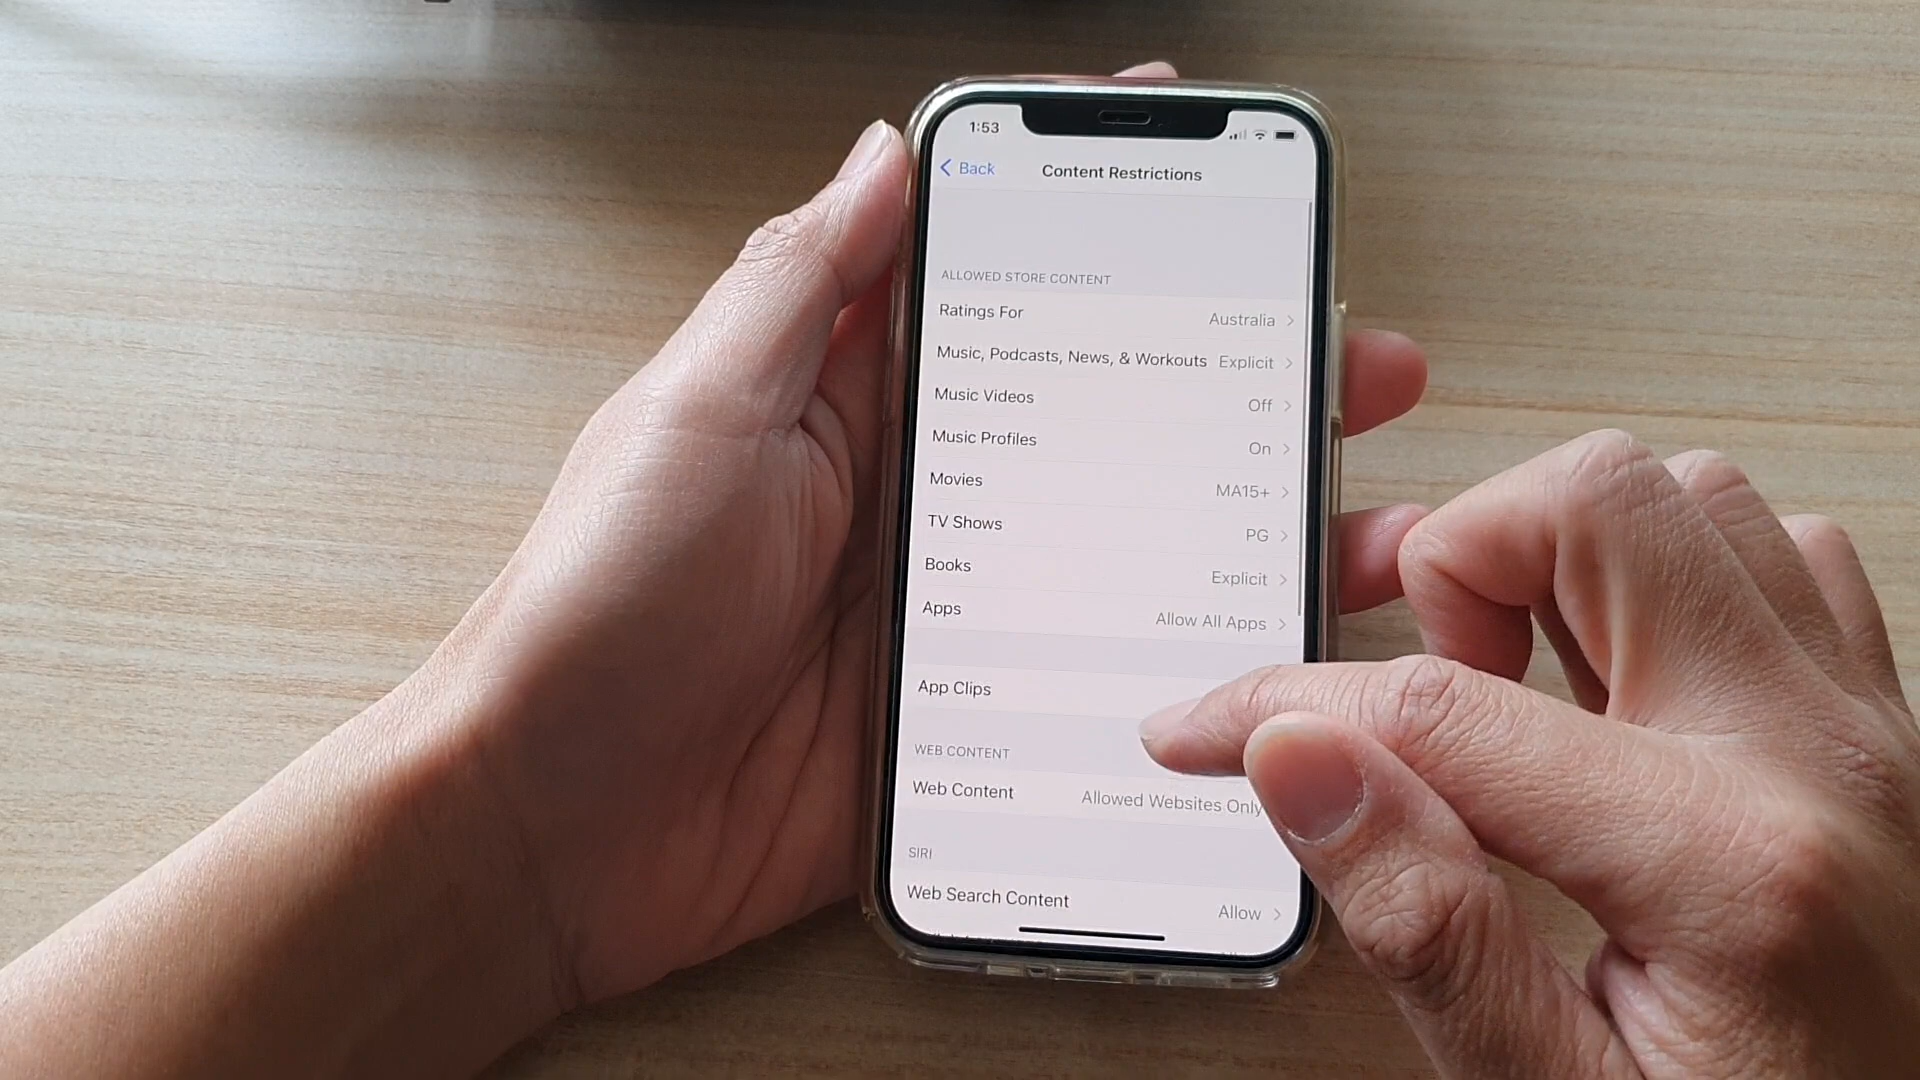 1:53
Back
Content Restrictions
ALLOWED STORE CONTENT
Ratings For Australia
Music, Podcasts, News, & Workouts Explicit
Music Videos Off
Music Profiles On
Movies MA15+
TV Shows PG
Books Explicit
Apps Allow All Apps
App Clips
WEB CONTENT
Web Content Allowed Websites Only
SIRI
Web Search Content Allow